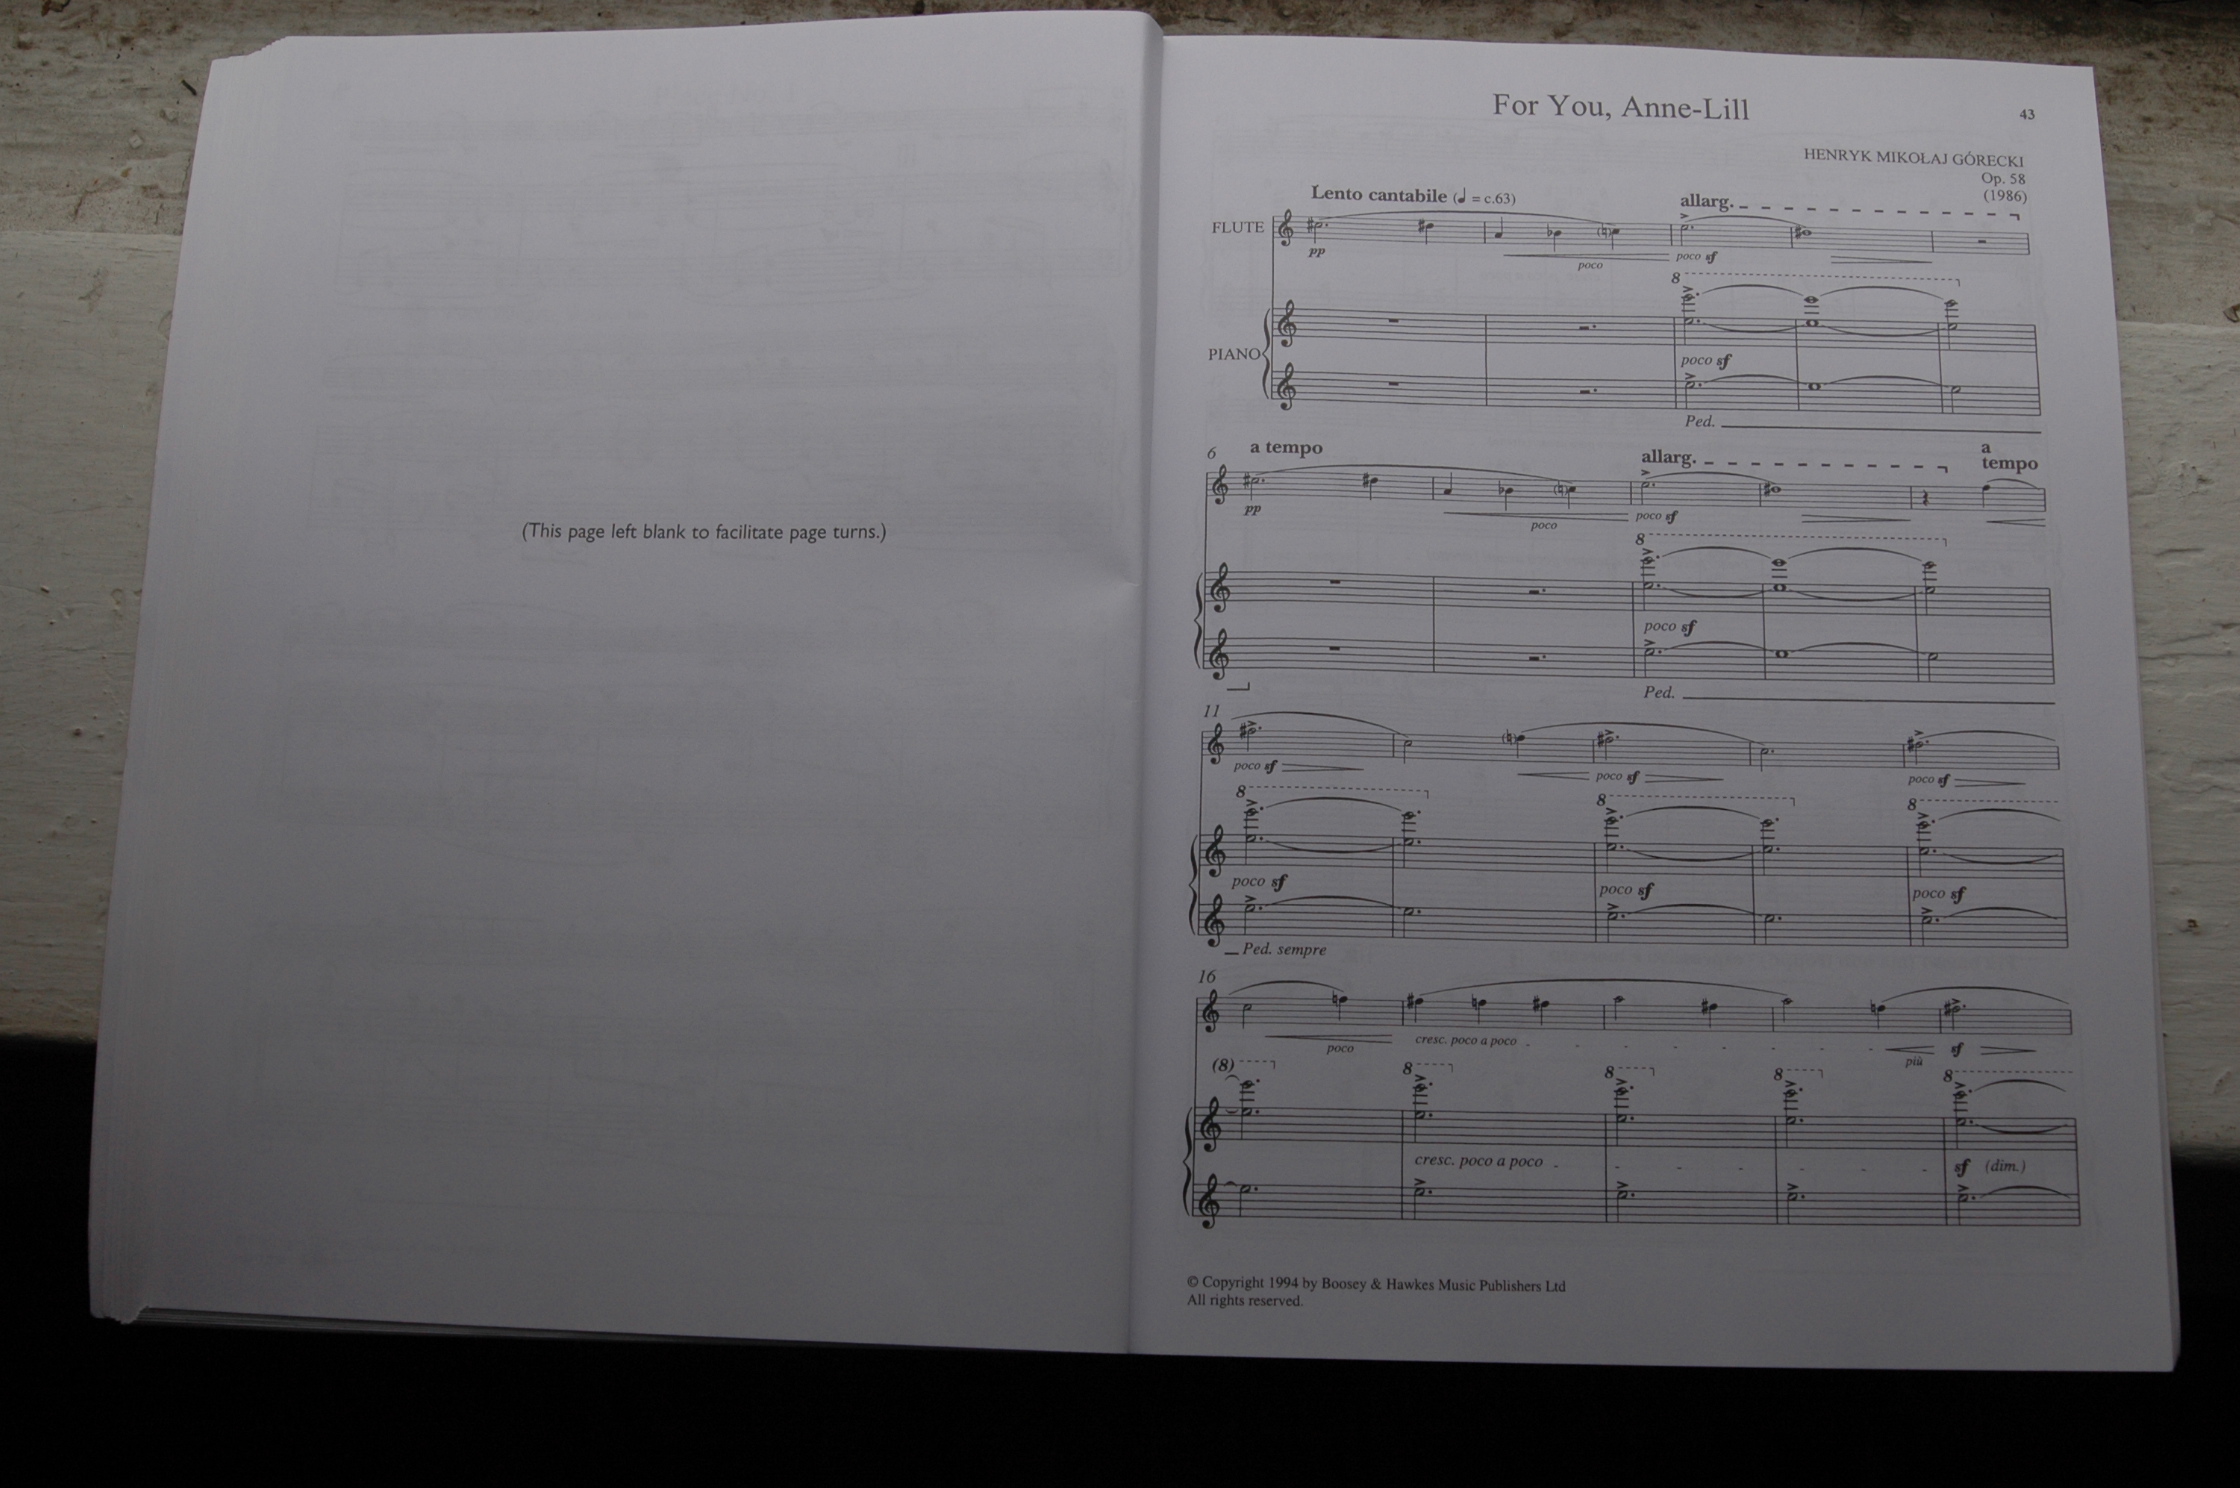 (This page left blank to facilitate page turns.)
For You, Anne-Lill
43
HENRYK MIKOŁAJ GÓRECKI
Op. 58
(1986)
Lento cantabile (♩ = c.63)
allarg.
FLUTE
pp
poco
poco sf
8
PIANO
poco sf
Ped.
6
a tempo
allarg.
a
tempo
pp
poco
poco sf
8
poco sf
Ped.
11
poco sf
poco sf
poco sf
8
8
8
poco sf
poco sf
poco sf
Ped. sempre
16
poco
cresc. poco a poco
più
sf
(8)
8
8
8
8
cresc. poco a poco
sf (dim.)
© Copyright 1994 by Boosey & Hawkes Music Publishers Ltd
All rights reserved.